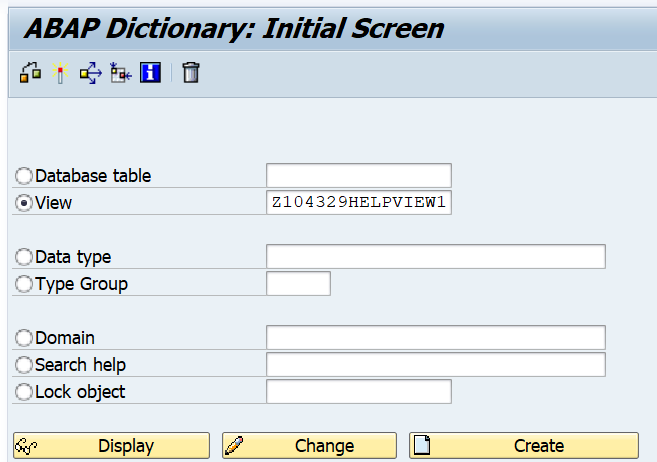 ABAP Dictionary: Initial Screen
Database table
View Z104329HELPVIEW1
Data type
Type Group
Domain
Search help
Lock object
Display Change Create